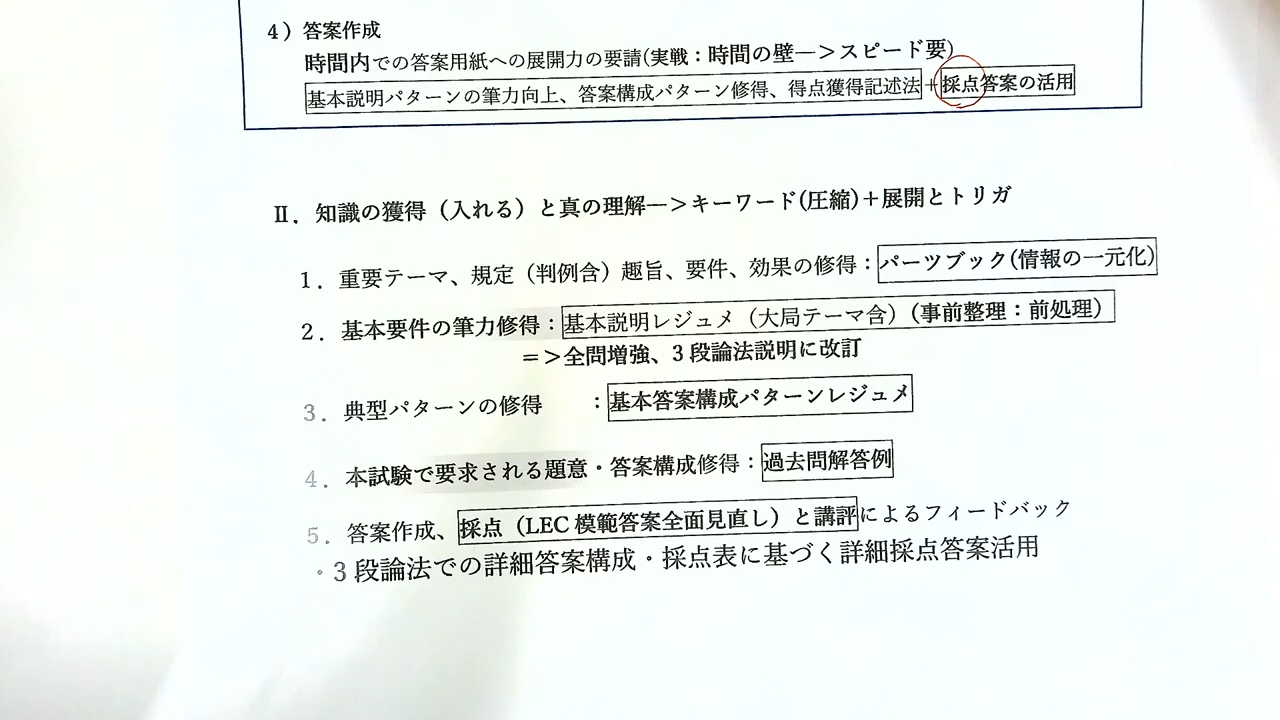 4）答案作成
時間内での答案用紙への展開力の要請(実戦：時間の壁―＞スピード要)
基本説明パターンの筆力向上、答案構成パターン修得、得点獲得記述法＋採点答案の活用
Ⅱ．知識の獲得（入れる）と真の理解―＞キーワード(圧縮)＋展開とトリガ
1．重要テーマ、規定（判例含）趣旨、要件、効果の修得：パーツブック(情報の一元化)
2．基本要件の筆力修得：基本説明レジュメ（大局テーマ含）（事前整理：前処理）
＝＞全問増強、3段論法説明に改訂
3．典型パターンの修得　　：基本答案構成パターンレジュメ
4．本試験で要求される題意・答案構成修得：過去問解答例
5．答案作成、採点（LEC模範答案全面見直し）と講評によるフィードバック
・3段論法での詳細答案構成・採点表に基づく詳細採点答案活用